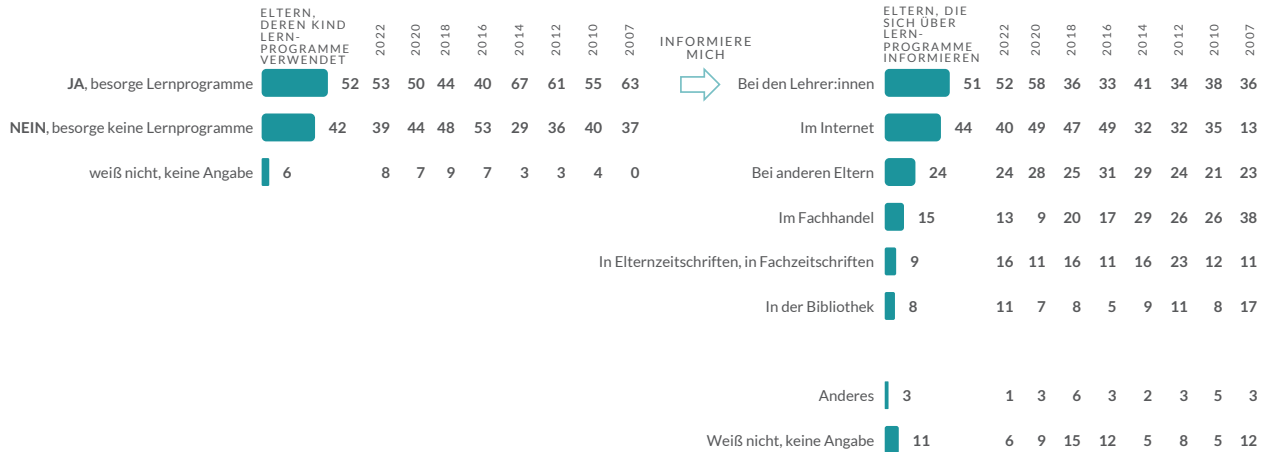 ELTERN,
DEREN KIND
LERN-
PROGRAMME
VERWENDET
2022 2020 2018 2016 2014 2012 2010 2007
JA, besorge Lernprogramme 52 53 50 44 40 67 61 55 63
NEIN, besorge keine Lernprogramme 42 39 44 48 53 29 36 40 37
weiß nicht, keine Angabe 6 8 7 9 7 3 3 4 0
INFORMIERE
MICH
ELTERN, DIE
SICH ÜBER
LERN-
PROGRAMME
INFORMIEREN
2022 2020 2018 2016 2014 2012 2010 2007
Bei den Lehrer:innen 51 52 58 36 33 41 34 38 36
Im Internet 44 40 49 47 49 32 32 35 13
Bei anderen Eltern 24 24 28 25 31 29 24 21 23
Im Fachhandel 15 13 9 20 17 29 26 26 38
In Elternzeitschriften, in Fachzeitschriften 9 16 11 16 11 16 23 12 11
In der Bibliothek 8 11 7 8 5 9 11 8 17
Anderes 3 1 3 6 3 2 3 5 3
Weiß nicht, keine Angabe 11 6 9 15 12 5 8 5 12